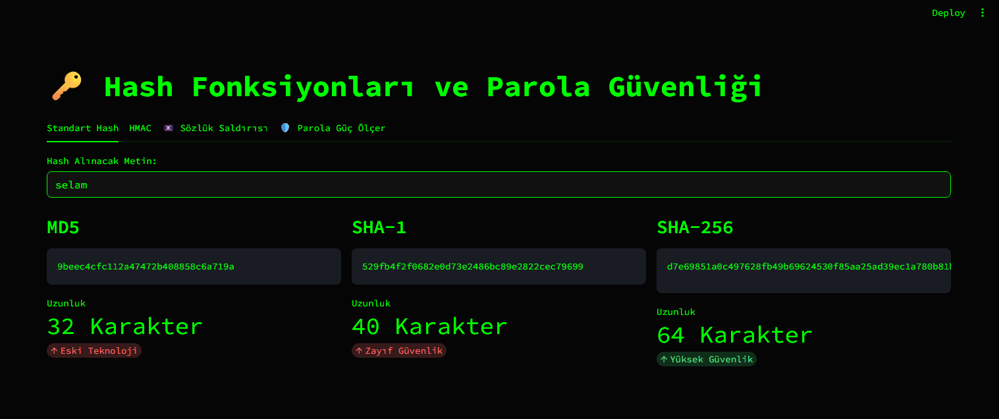 Deploy
Hash Fonksiyonları ve Parola Güvenliği
Standart Hash HMAC Sözlük Saldırısı Parola Güç Ölçer
Hash Alınacak Metin:
selam
MD5 SHA-1 SHA-256
9beec4cfc112a47472b408858c6a719a 529fb4f2f0682e0d73e2486bc89e2822cec79699 d7e69851a0c497628fb49b69624530f85aa25ad39ec1a780b81
Uzunluk Uzunluk Uzunluk
32 Karakter 40 Karakter 64 Karakter
↑ Eski Teknoloji ↑ Zayıf Güvenlik ↑ Yüksek Güvenlik